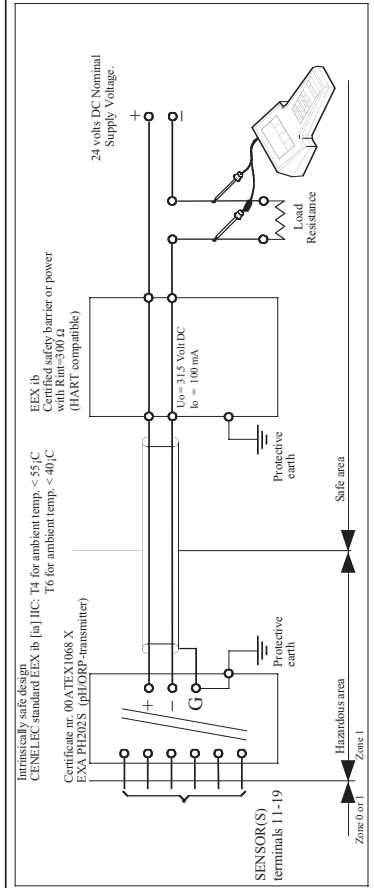 Intrinsically safe design
CENELEC standard EEX ib [ia] IIC: T4 for ambient temp. < 55¡C
T6 for ambient temp. < 40¡C
Certificate nr. 00ATEX1068 X
EXA PH202S (pH/ORP-transmitter)
+
−
G
SENSOR(S)
terminals 11-19
Protective
earth
EEX ib
Certified safety barrier or power
with Rint=300 Ω
(HART compatible)
Uo = 31.5 Volt DC
Io = 100 mA
Protective
earth
24 volts DC Nominal
Supply Voltage.
+
−
Load
Resistance
Zone 0 or 1
Zone 1
Hazardous area
Safe area